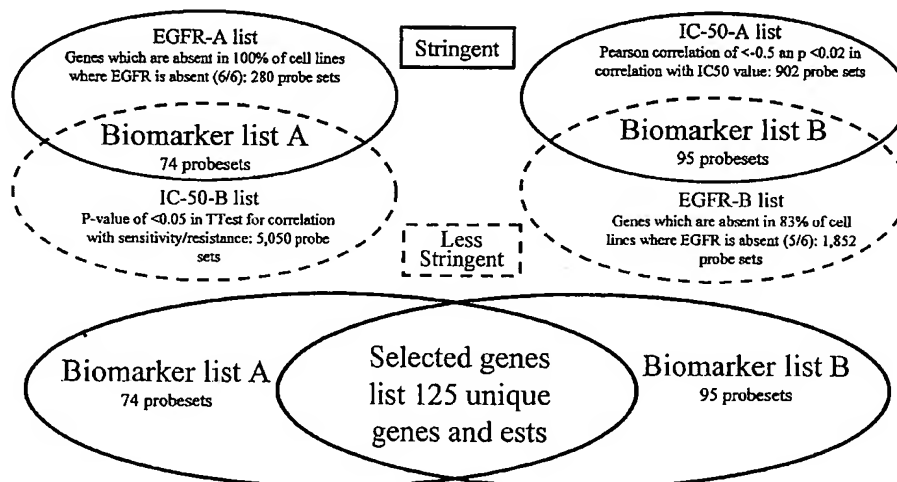 EGFR-A list
Genes which are absent in 100% of cell lines
where EGFR is absent (6/6): 280 probe sets
Biomarker list A
74 probesets
IC-50-B list
P-value of <0.05 in TTest for correlation
with sensitivity/resistance: 5,050 probe
sets
Stringent
Less
Stringent
IC-50-A list
Pearson correlation of <-0.5 an p <0.02 in
correlation with IC50 value: 902 probe sets
Biomarker list B
95 probesets
EGFR-B list
Genes which are absent in 83% of cell
lines where EGFR is absent (5/6): 1,852
probe sets
Biomarker list A
74 probesets
Selected genes
list 125 unique
genes and ests
Biomarker list B
95 probesets